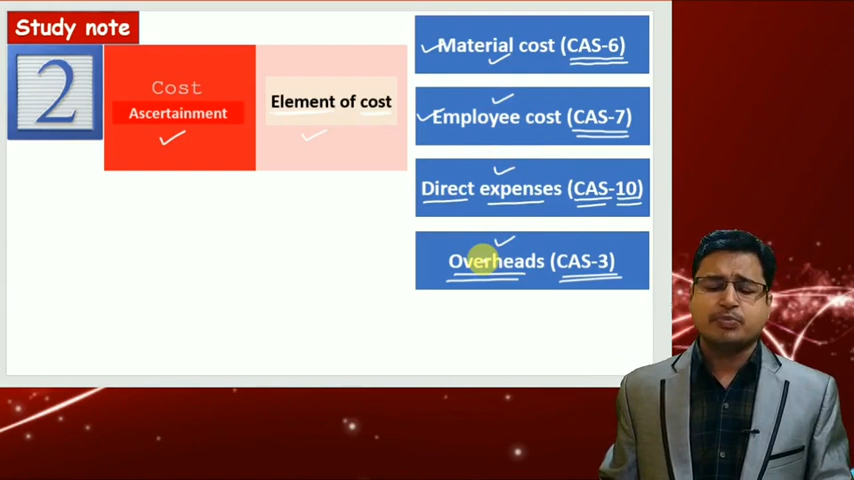 Study note
2
Cost
Ascertainment
Element of cost
Material cost (CAS-6)
Employee cost (CAS-7)
Direct expenses (CAS-10)
Overheads (CAS-3)